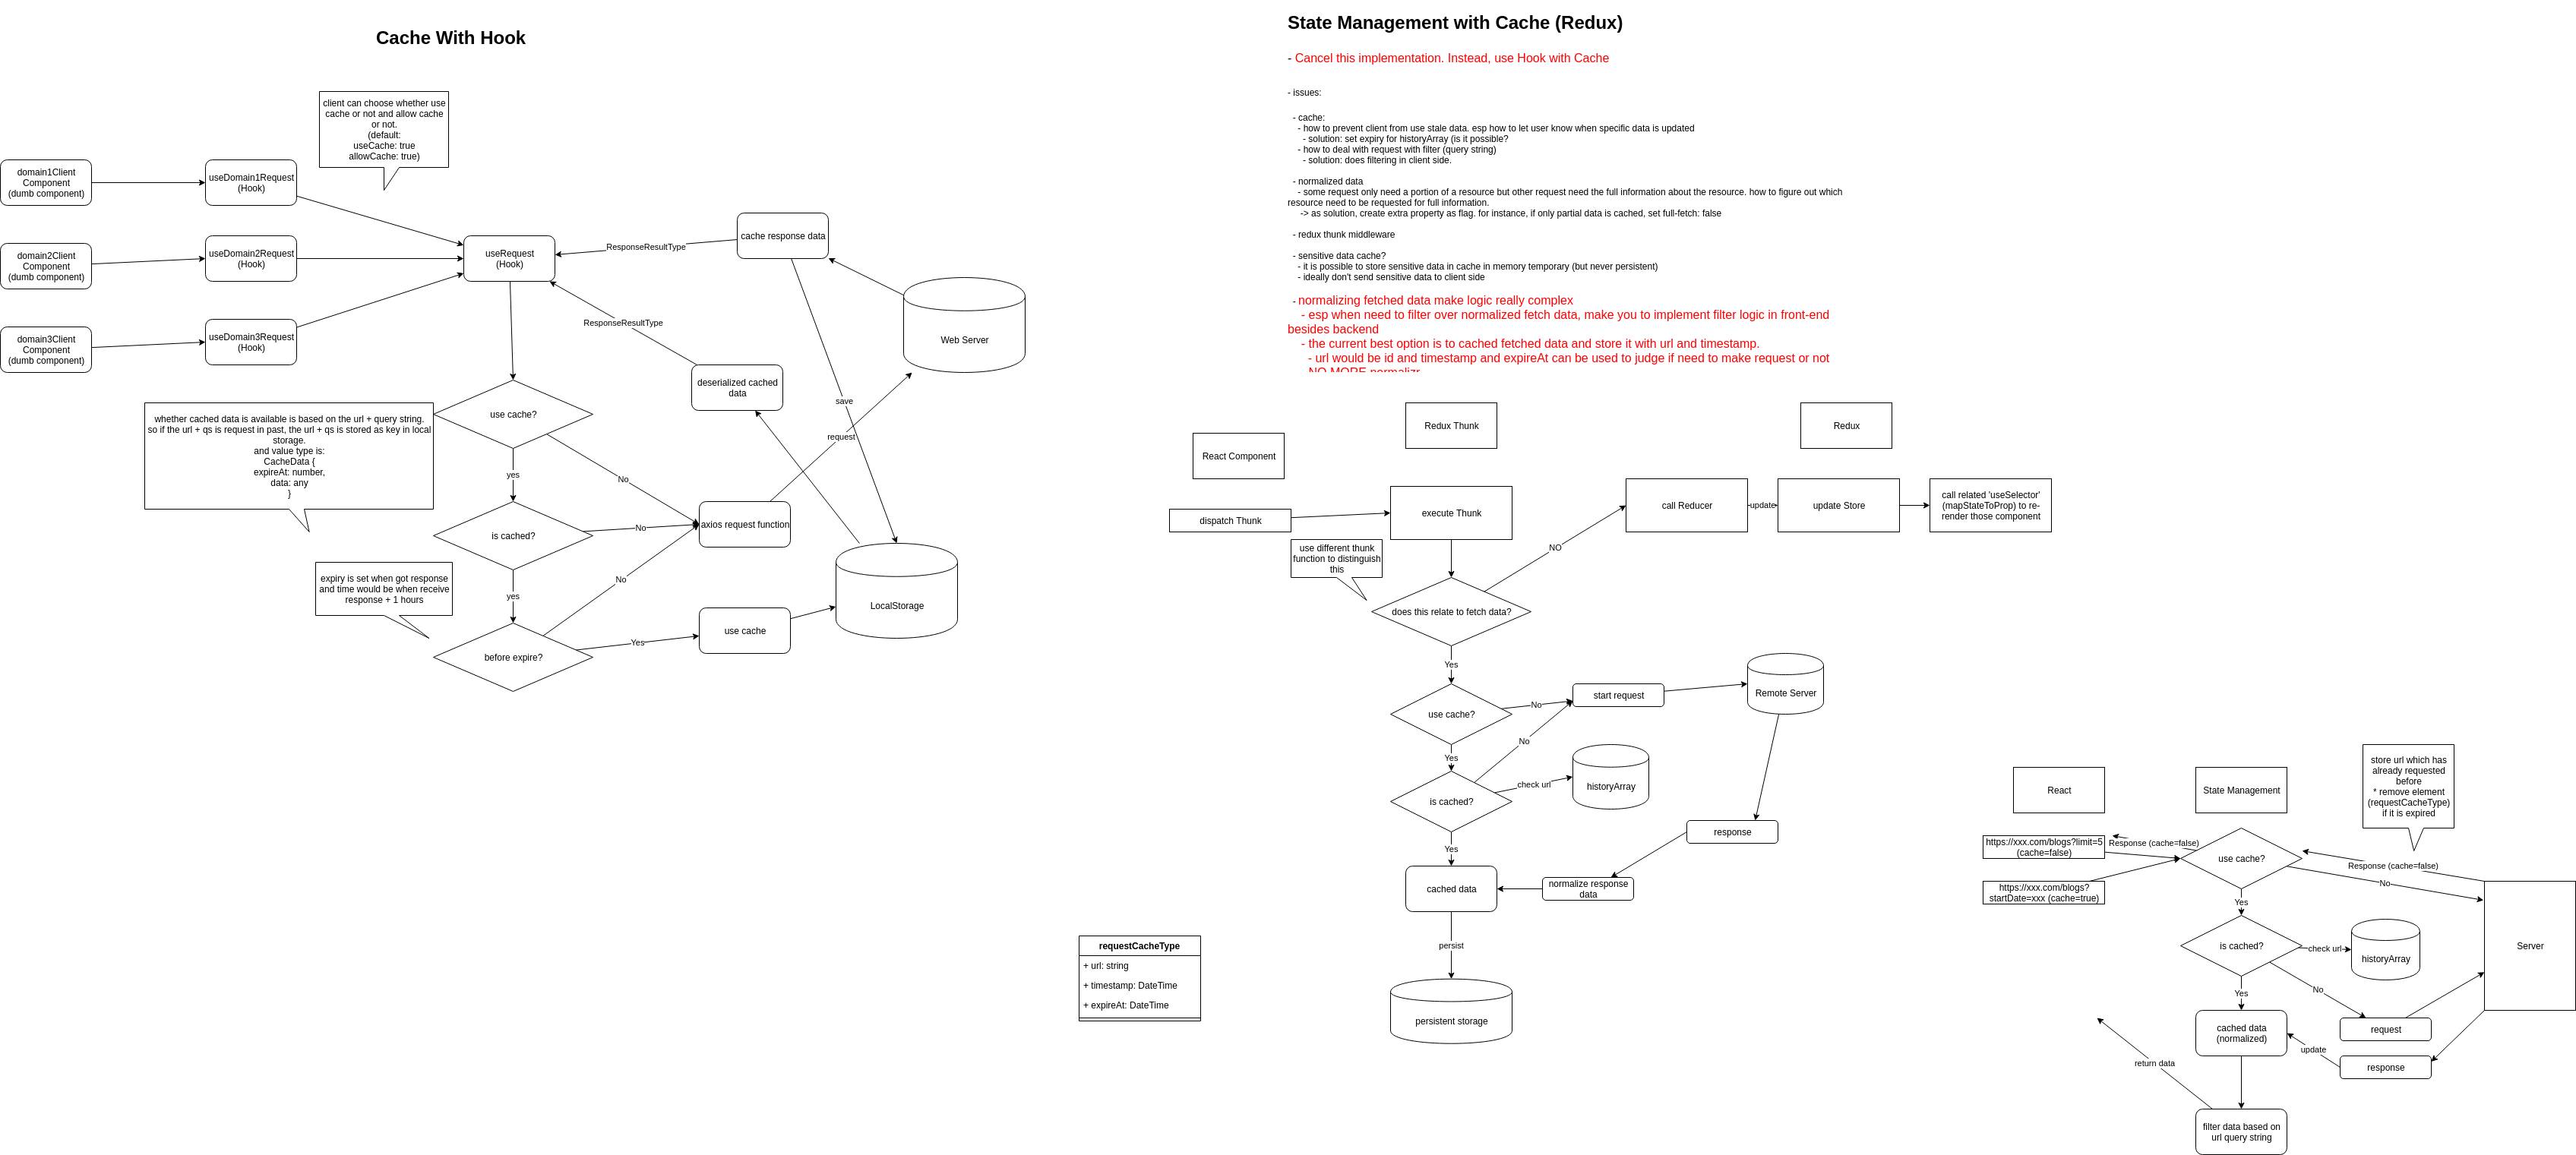 Cache With Hook
client can choose whether use
cache or not and allow cache
or not.
(default:
useCache: true
allowCache: true)
domain1Client
Component
(dumb component)
useDomain1Request
(Hook)
domain2Client
Component
(dumb component)
useDomain2Request
(Hook)
domain3Client
Component
(dumb component)
useDomain3Request
(Hook)
useRequest
(Hook)
ResponseResultType
cache response data
Web Server
ResponseResultType
deserialized cached
data
save
request
whether cached data is available is based on the url + query string.
so if the url + qs is request in past, the url + qs is stored as key in local
storage.
and value type is:
CacheData {
expireAt: number,
data: any
}
use cache?
yes
No
is cached?
No
axios request function
yes
No
expiry is set when got response
and time would be when receive
response + 1 hours
before expire?
Yes
use cache
LocalStorage
State Management with Cache (Redux)
- Cancel this implementation. Instead, use Hook with Cache
- issues:
- cache:
- how to prevent client from use stale data. esp how to let user know when specific data is updated
- solution: set expiry for historyArray (is it possible?
- how to deal with request with filter (query string)
- solution: does filtering in client side.
- normalized data
- some request only need a portion of a resource but other request need the full information about the resource. how to figure out which
resource need to be requested for full information.
-> as solution, create extra property as flag. for instance, if only partial data is cached, set full-fetch: false
- redux thunk middleware
- sensitive data cache?
- it is possible to store sensitive data in cache in memory temporary (but never persistent)
- ideally don't send sensitive data to client side
- normalizing fetched data make logic really complex
- esp when need to filter over normalized fetch data, make you to implement filter logic in front-end
besides backend
- the current best option is to cached fetched data and store it with url and timestamp.
- url would be id and timestamp and expireAt can be used to judge if need to make request or not
NO MORE normalizr
React Component
Redux Thunk
Redux
dispatch Thunk
execute Thunk
call Reducer
update
update Store
call related 'useSelector'
(mapStateToProp) to re-
render those component
use different thunk
function to distinguish
this
NO
does this relate to fetch data?
Yes
use cache?
No
start request
Remote Server
Yes
No
is cached?
check url
historyArray
Yes
response
cached data
normalize response
data
persist
persistent storage
requestCacheType
+ url: string
+ timestamp: DateTime
+ expireAt: DateTime
React
State Management
store url which has
already requested
before
* remove element
(requestCacheType)
if it is expired
https://xxx.com/blogs?limit=5
(cache=false)
Response (cache=false)
use cache?
Response (cache=false)
No
https://xxx.com/blogs?
startDate=xxx (cache=true)
Yes
is cached?
check url
historyArray
Server
Yes
No
request
cached data
(normalized)
update
response
return data
filter data based on
url query string